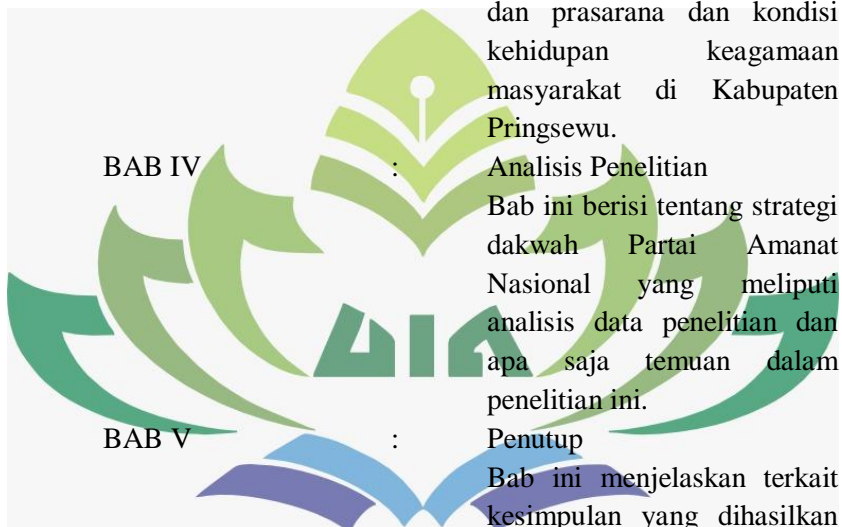 dan prasarana dan kondisi
kehidupan keagamaan
masyarakat di Kabupaten
Pringsewu.
BAB IV : Analisis Penelitian
Bab ini berisi tentang strategi
dakwah Partai Amanat
Nasional yang meliputi
analisis data penelitian dan
apa saja temuan dalam
penelitian ini.
BAB V : Penutup
Bab ini menjelaskan terkait
kesimpulan yang dihasilkan